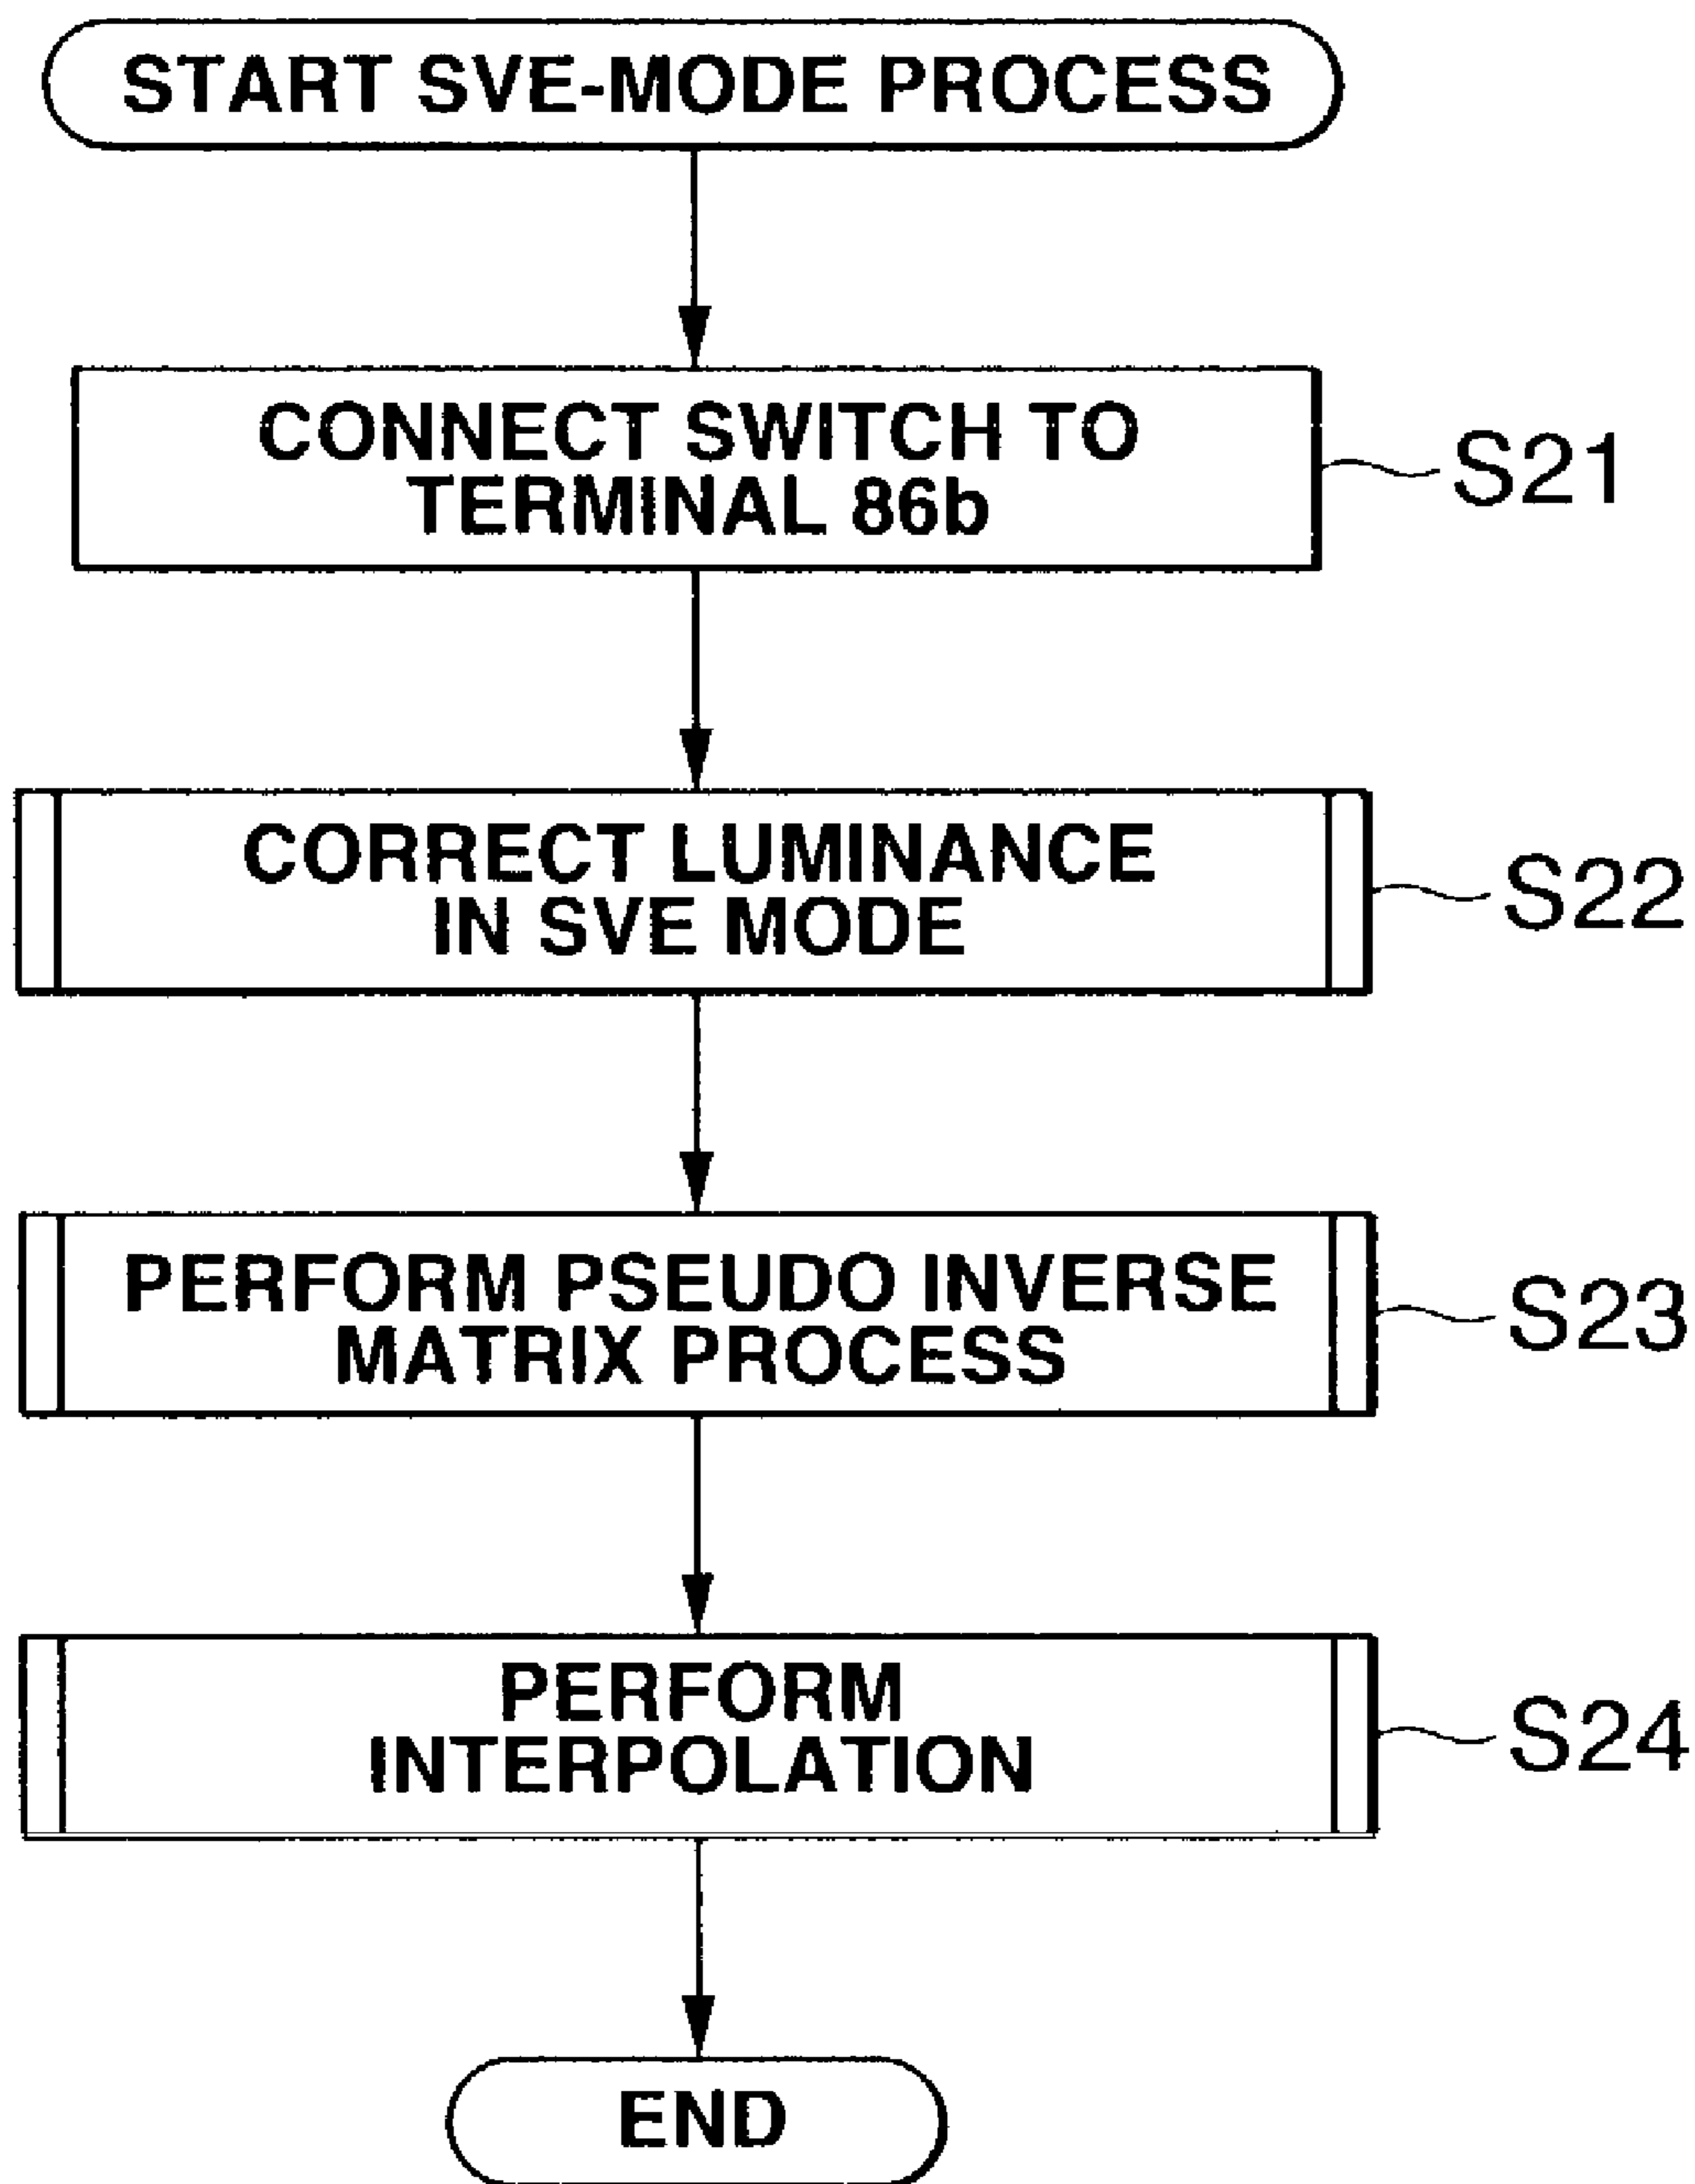 START SVE-MODE PROCESS
CONNECT SWITCH TO
TERMINAL 86b
S21
CORRECT LUMINANCE
IN SVE MODE
S22
PERFORM PSEUDO INVERSE
MATRIX PROCESS
S23
PERFORM
INTERPOLATION
S24
END